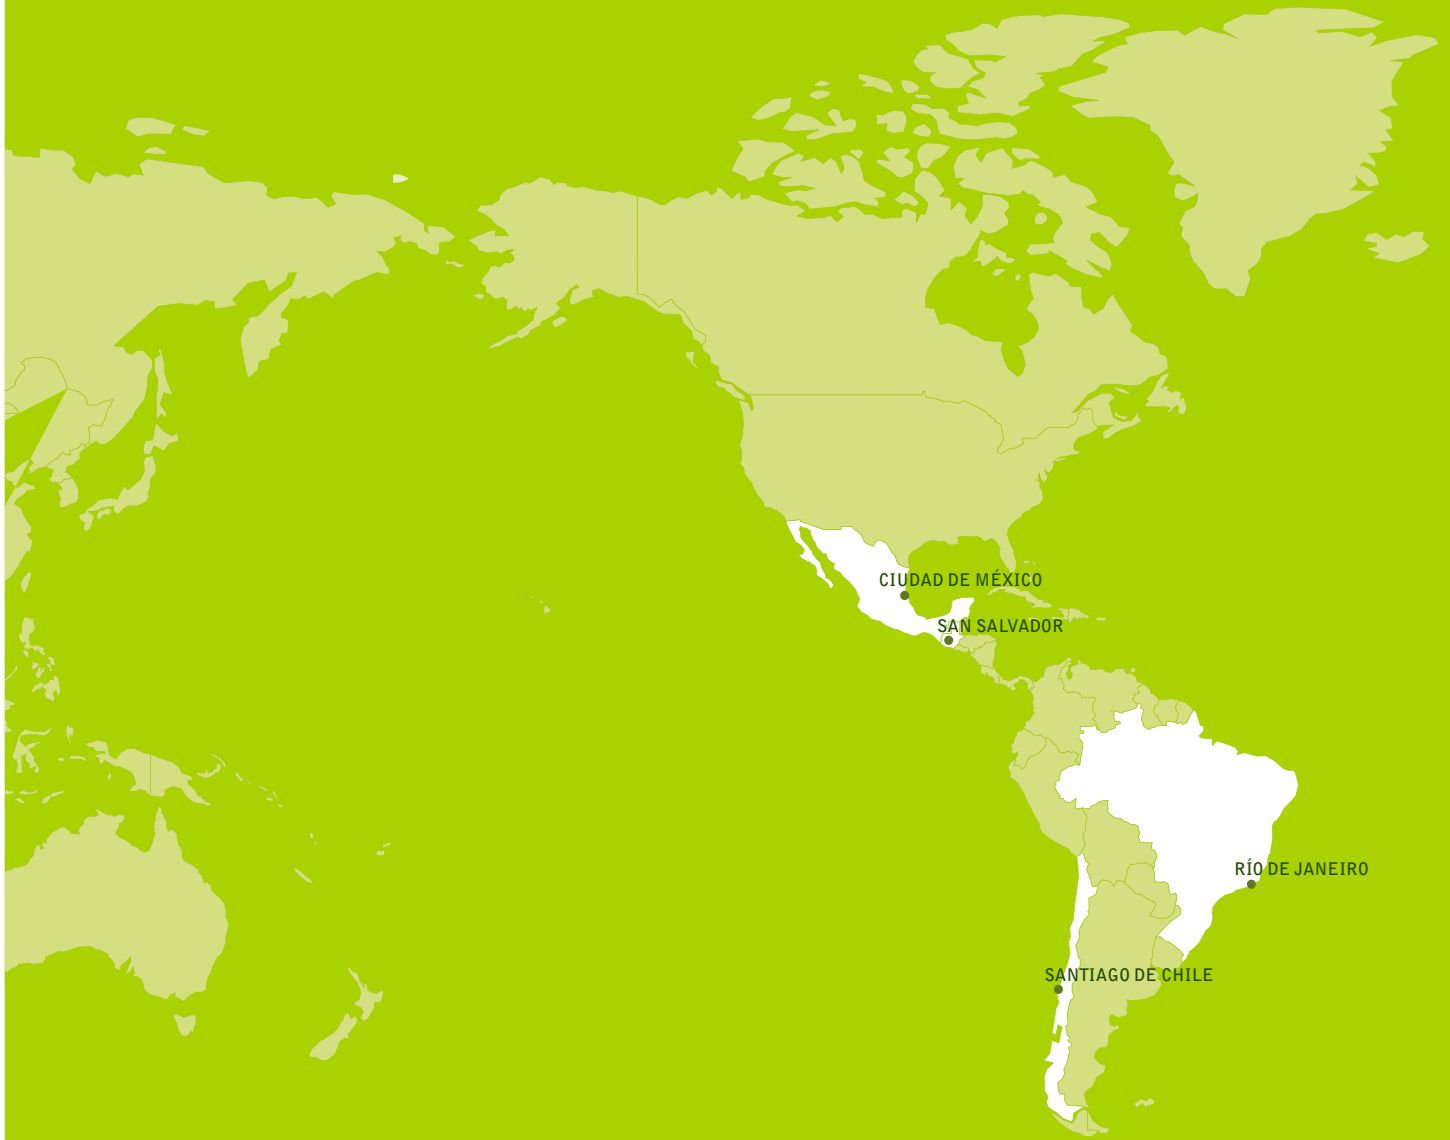 CIUDAD DE MÉXICO
SAN SALVADOR
RÍO DE JANEIRO
SANTIAGO DE CHILE